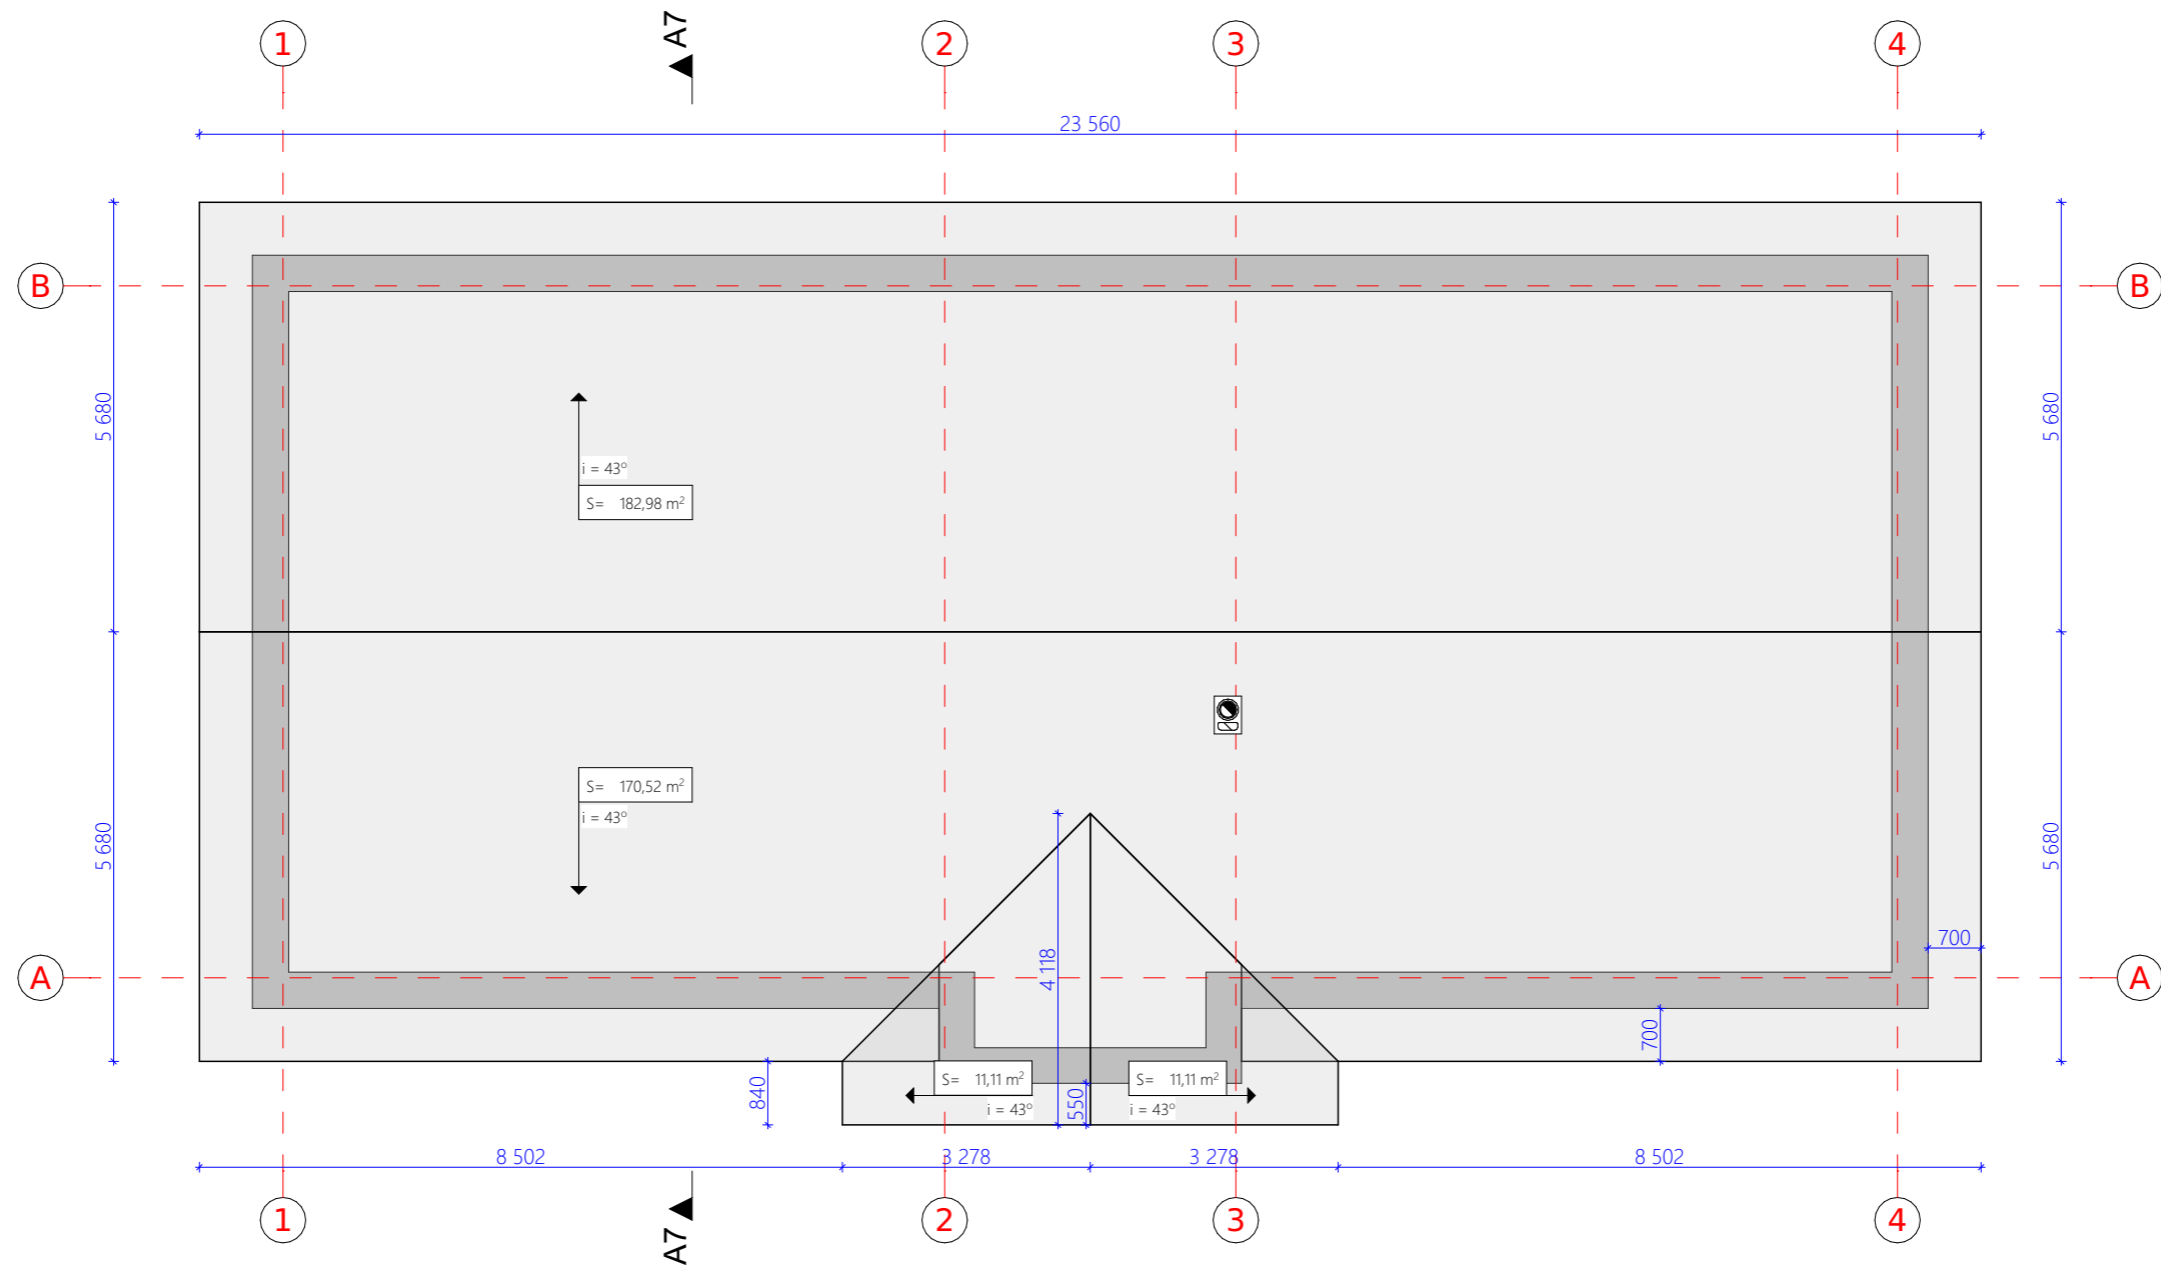 A7
1 2 3 4
23 560
B B
5 680 5 680
i = 43°
S= 182,98 m²
S= 170,52 m²
i = 43°
5 680 5 680
700
4 118
A A
700
840
S= 11,11 m² S= 11,11 m²
550
i = 43° i = 43°
8 502 3 278 3 278 8 502
1 2 3 4
A7